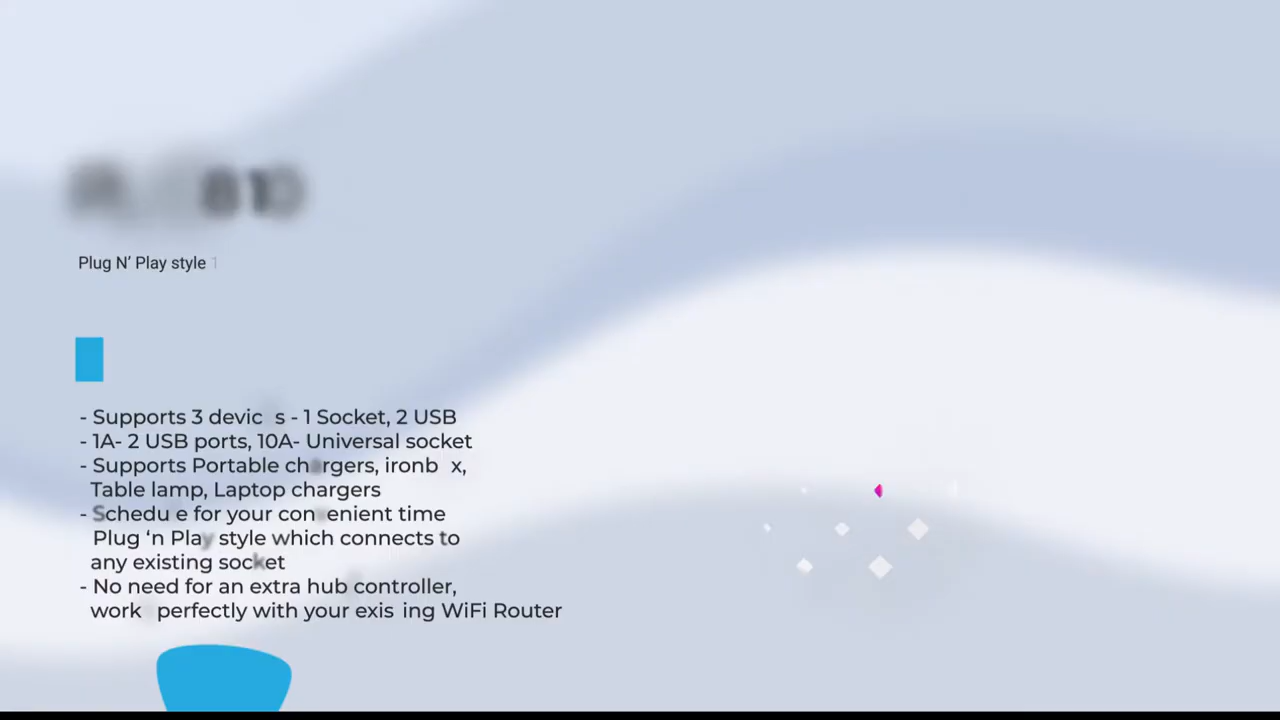 Plug N’ Play style 1
- Supports 3 devic s - 1 Socket, 2 USB
- 1A- 2 USB ports, 10A- Universal socket
- Supports Portable chargers, ironb x,
Table lamp, Laptop chargers
- Schedu e for your convenient time
Plug ‘n Play style which connects to
any existing socket
- No need for an extra hub controller,
work perfectly with your exis ing WiFi Router